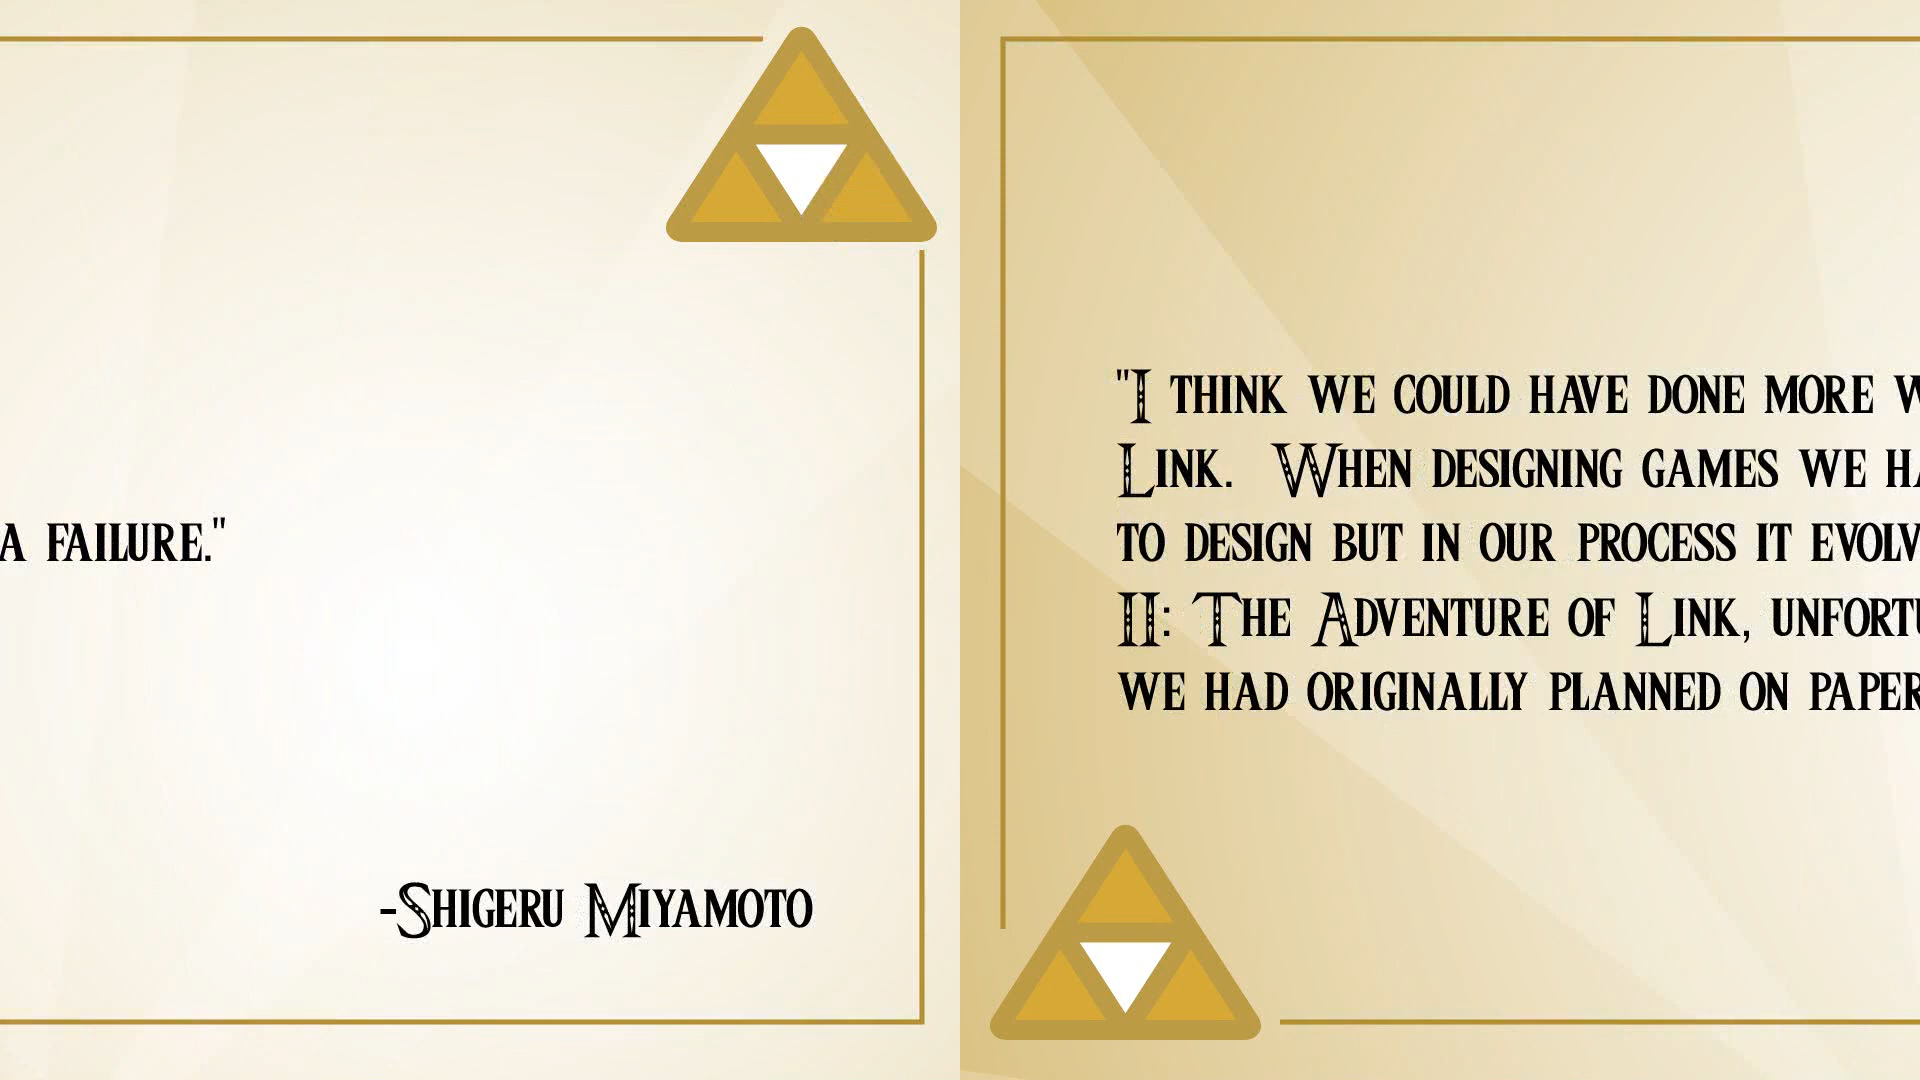 A FAILURE."
-SHIGERU MIYAMOTO
"I THINK WE COULD HAVE DONE MORE
LINK. WHEN DESIGNING GAMES WE
TO DESIGN BUT IN OUR PROCESS IT
II: THE ADVENTURE OF LINK,
WE HAD ORIGINALLY PLANNED ON PAPER